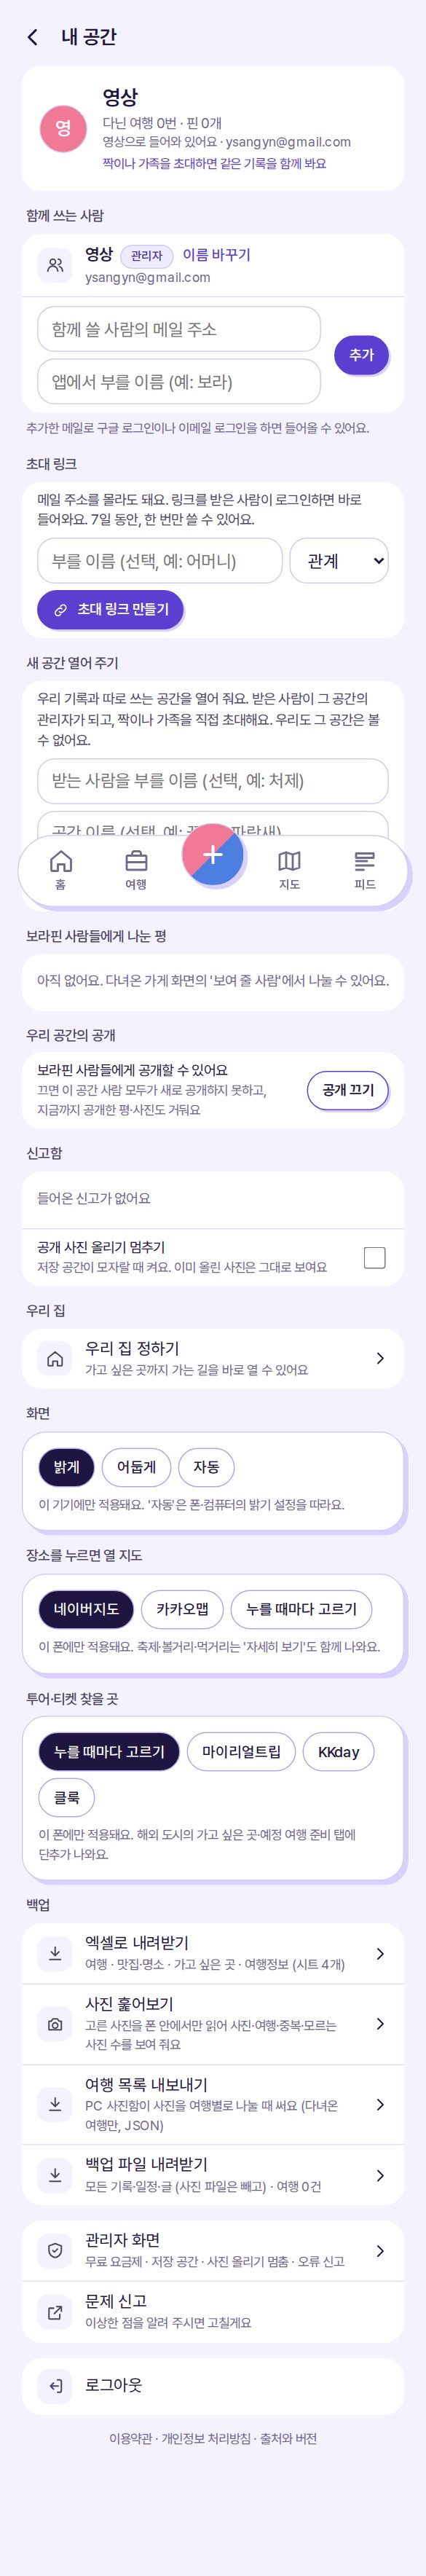 내 공간
영
영상
다닌 여행 0번 · 핀 0개
영상으로 들어와 있어요 · ysangyn@gmail.com
짝이나 가족을 초대하면 같은 기록을 함께 봐요
함께 쓰는 사람
영상 관리자 이름 바꾸기
ysangyn@gmail.com
함께 쓸 사람의 메일 주소
앱에서 부를 이름 (예: 보라)
추가
추가한 메일로 구글 로그인이나 이메일 로그인을 하면 들어올 수 있어요.
초대 링크
메일 주소를 몰라도 돼요. 링크를 받은 사람이 로그인하면 바로
들어와요. 7일 동안, 한 번만 쓸 수 있어요.
부를 이름 (선택, 예: 어머니)
관계
초대 링크 만들기
새 공간 열어 주기
우리 기록과 따로 쓰는 공간을 열어 줘요. 받은 사람이 그 공간의
관리자가 되고, 짝이나 가족을 직접 초대해요. 우리도 그 공간은 볼
수 없어요.
받는 사람을 부를 이름 (선택, 예: 처제)
공간 이름 (선택, 예: 파랑새)
홈
여행
지도
피드
보라핀 사람들에게 나눈 평
아직 없어요. 다녀온 가게 화면의 '보여 줄 사람'에서 나눌 수 있어요.
우리 공간의 공개
보라핀 사람들에게 공개할 수 있어요
끄면 이 공간 사람 모두가 새로 공개하지 못하고,
지금까지 공개한 평·사진도 거둬요
공개 끄기
신고함
들어온 신고가 없어요
공개 사진 올리기 멈추기
저장 공간이 모자랄 때 켜요. 이미 올린 사진은 그대로 보여요
우리 집
우리 집 정하기
가고 싶은 곳까지 가는 길을 바로 열 수 있어요
화면
밝게
어둡게
자동
이 기기에만 적용돼요. '자동'은 폰·컴퓨터의 밝기 설정을 따라요.
장소를 누르면 열 지도
네이버지도
카카오맵
누를 때마다 고르기
이 폰에만 적용돼요. 축제·볼거리·먹거리는 '자세히 보기'도 함께 나와요.
투어·티켓 찾을 곳
누를 때마다 고르기
마이리얼트립
KKday
클룩
이 폰에만 적용돼요. 해외 도시의 가고 싶은 곳·예정 여행 준비 탭에
단추가 나와요.
백업
엑셀로 내려받기
여행 · 맛집·명소 · 가고 싶은 곳 · 여행정보 (시트 4개)
사진 훑어보기
고른 사진을 폰 안에서만 읽어 사진·여행·중복·모르는
사진 수를 보여 줘요
여행 목록 내보내기
PC 사진함이 사진을 여행별로 나눌 때 써요 (다녀온
여행만, JSON)
백업 파일 내려받기
모든 기록·일정·글 (사진 파일은 빼고) · 여행 0건
관리자 화면
무료 요금제 · 저장 공간 · 사진 올리기 멈춤 · 오류 신고
문제 신고
이상한 점을 알려 주시면 고칠게요
로그아웃
이용약관 · 개인정보 처리방침 · 출처와 버전